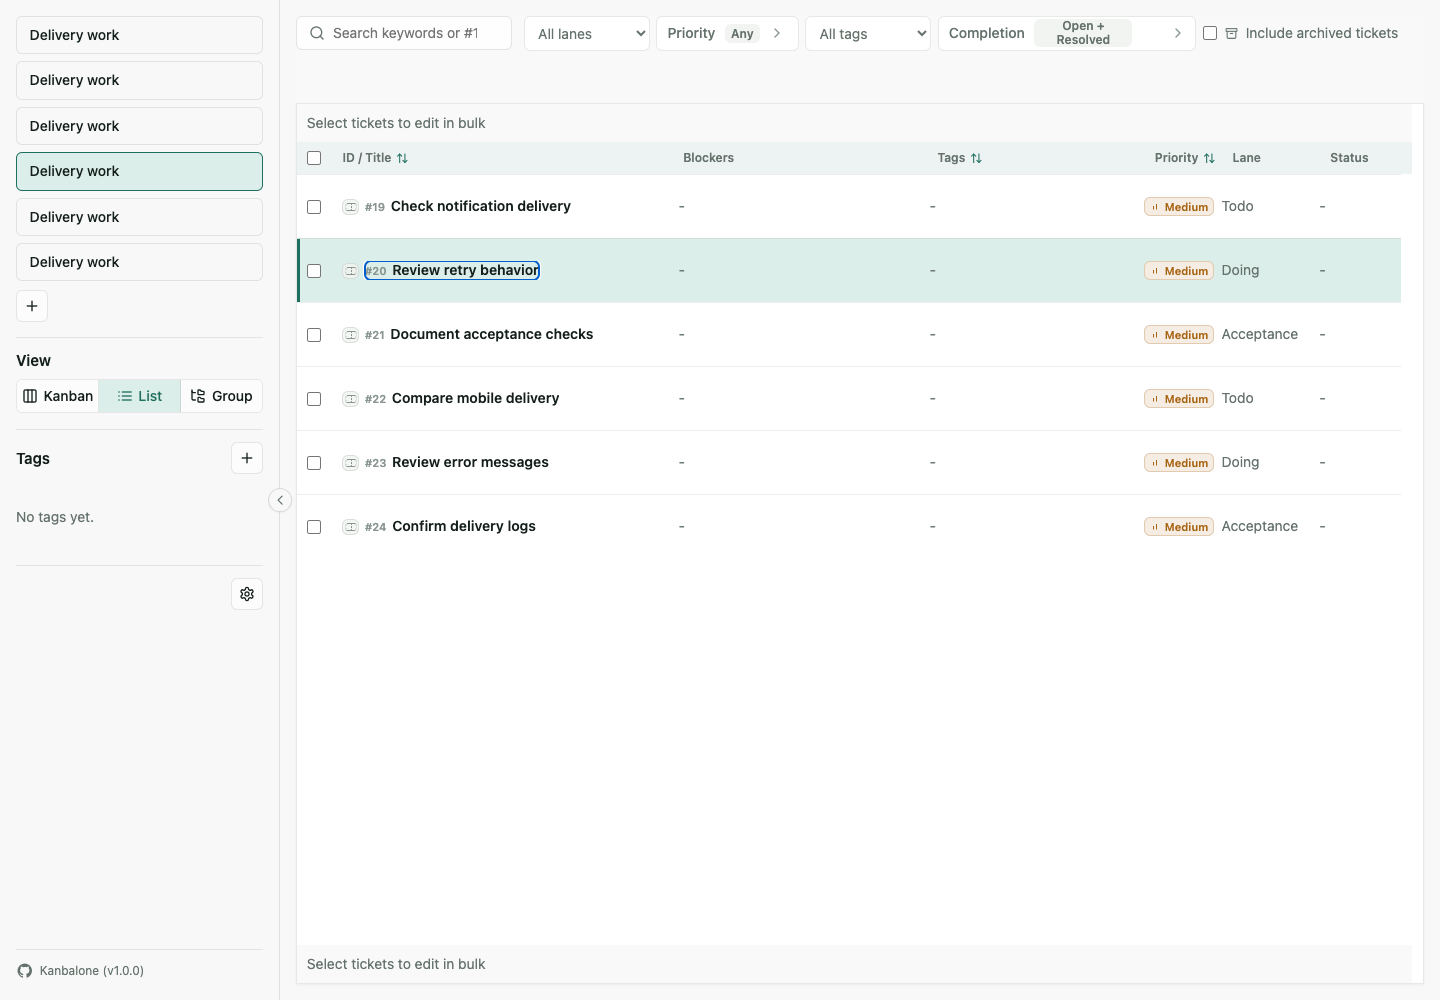 Delivery work
Delivery work
Delivery work
Delivery work
Delivery work
Delivery work
View
Kanban List Group
Tags
No tags yet.
Kanbalone (v1.0.0)
Search keywords or #1
All lanes
Priority Any
All tags
Completion Open +
Resolved
Include archived tickets
Select tickets to edit in bulk
ID / Title Blockers Tags Priority Lane Status
#19 Check notification delivery - - Medium Todo -
#20 Review retry behavior - - Medium Doing -
#21 Document acceptance checks - - Medium Acceptance -
#22 Compare mobile delivery - - Medium Todo -
#23 Review error messages - - Medium Doing -
#24 Confirm delivery logs - - Medium Acceptance -
Select tickets to edit in bulk